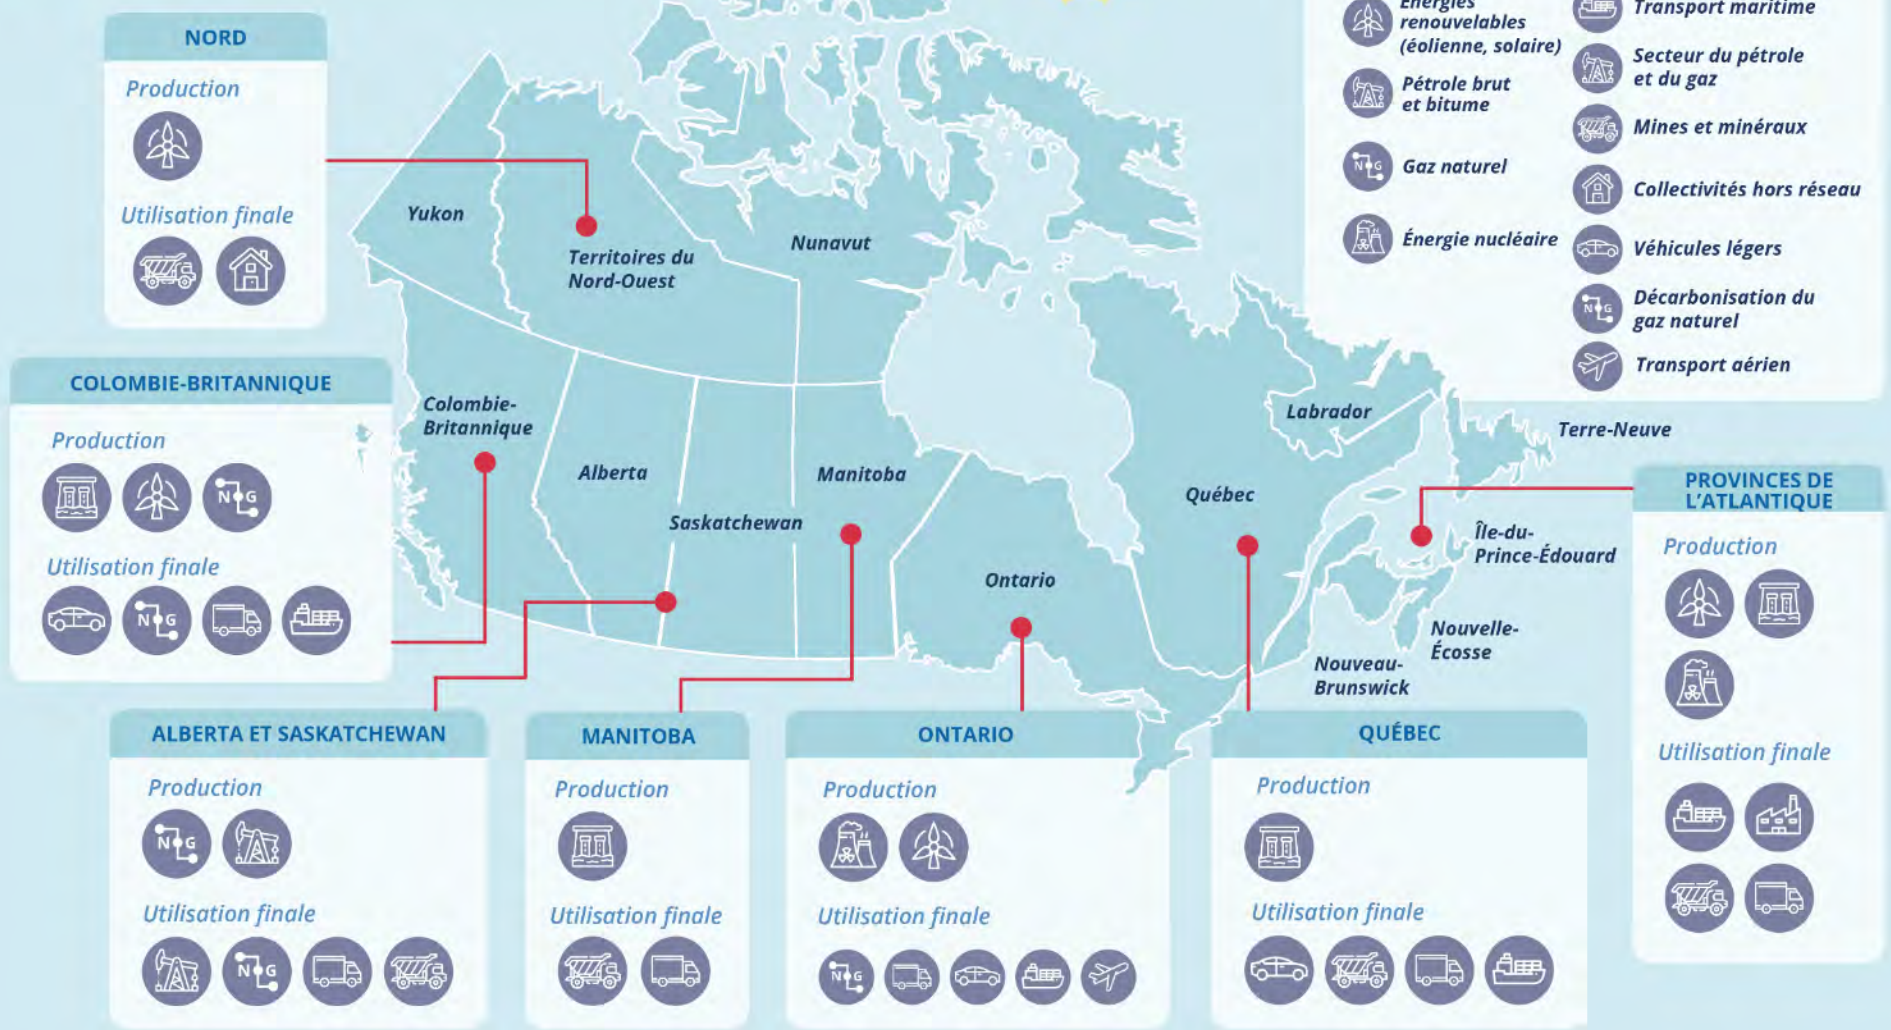 NORD
Production
Utilisation finale
COLOMBIE-BRITANNIQUE
Production
N G
Utilisation finale
N G
Yukon
Territoires du
Nord-Ouest
Nunavut
Colombie-
Britannique
Alberta
Saskatchewan
Manitoba
Ontario
Québec
Labrador
Terre-Neuve
Île-du-
Prince-Édouard
Nouvelle-
Écosse
Nouveau-
Brunswick
Énergies
renouvelables
(éolienne, solaire)
Pétrole brut
et bitume
N G
Gaz naturel
Énergie nucléaire
Transport maritime
Secteur du pétrole
et du gaz
Mines et minéraux
Collectivités hors réseau
Véhicules légers
N G
Décarbonisation du
gaz naturel
Transport aérien
PROVINCES DE
L'ATLANTIQUE
Production
Utilisation finale
ALBERTA ET SASKATCHEWAN
Production
N G
Utilisation finale
N G
MANITOBA
Production
Utilisation finale
ONTARIO
Production
Utilisation finale
N G
QUÉBEC
Production
Utilisation finale